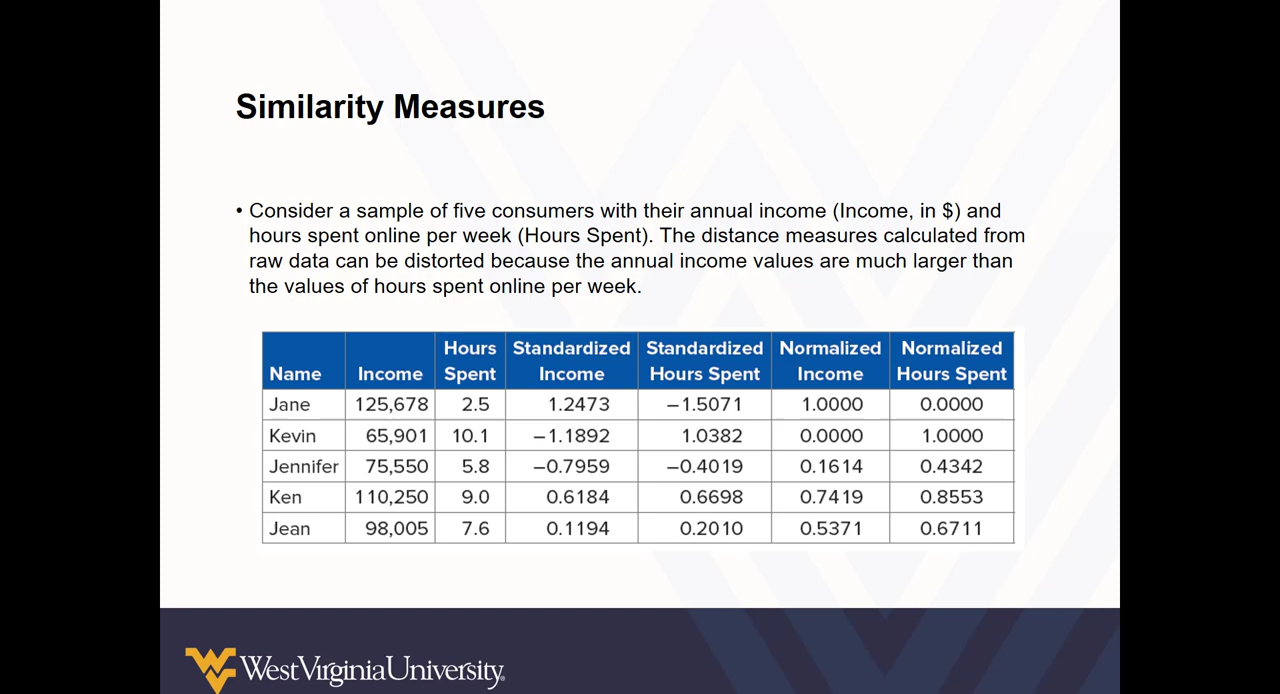 Similarity Measures
• Consider a sample of five consumers with their annual income (Income, in $) and
hours spent online per week (Hours Spent). The distance measures calculated from
raw data can be distorted because the annual income values are much larger than
the values of hours spent online per week.
Name Income Hours Spent Standardized Income Standardized Hours Spent Normalized Income Normalized Hours Spent
Jane 125,678 2.5 1.2473 −1.5071 1.0000 0.0000
Kevin 65,901 10.1 −1.1892 1.0382 0.0000 1.0000
Jennifer 75,550 5.8 −0.7959 −0.4019 0.1614 0.4342
Ken 110,250 9.0 0.6184 0.6698 0.7419 0.8553
Jean 98,005 7.6 0.1194 0.2010 0.5371 0.6711
WestVirginiaUniversity®